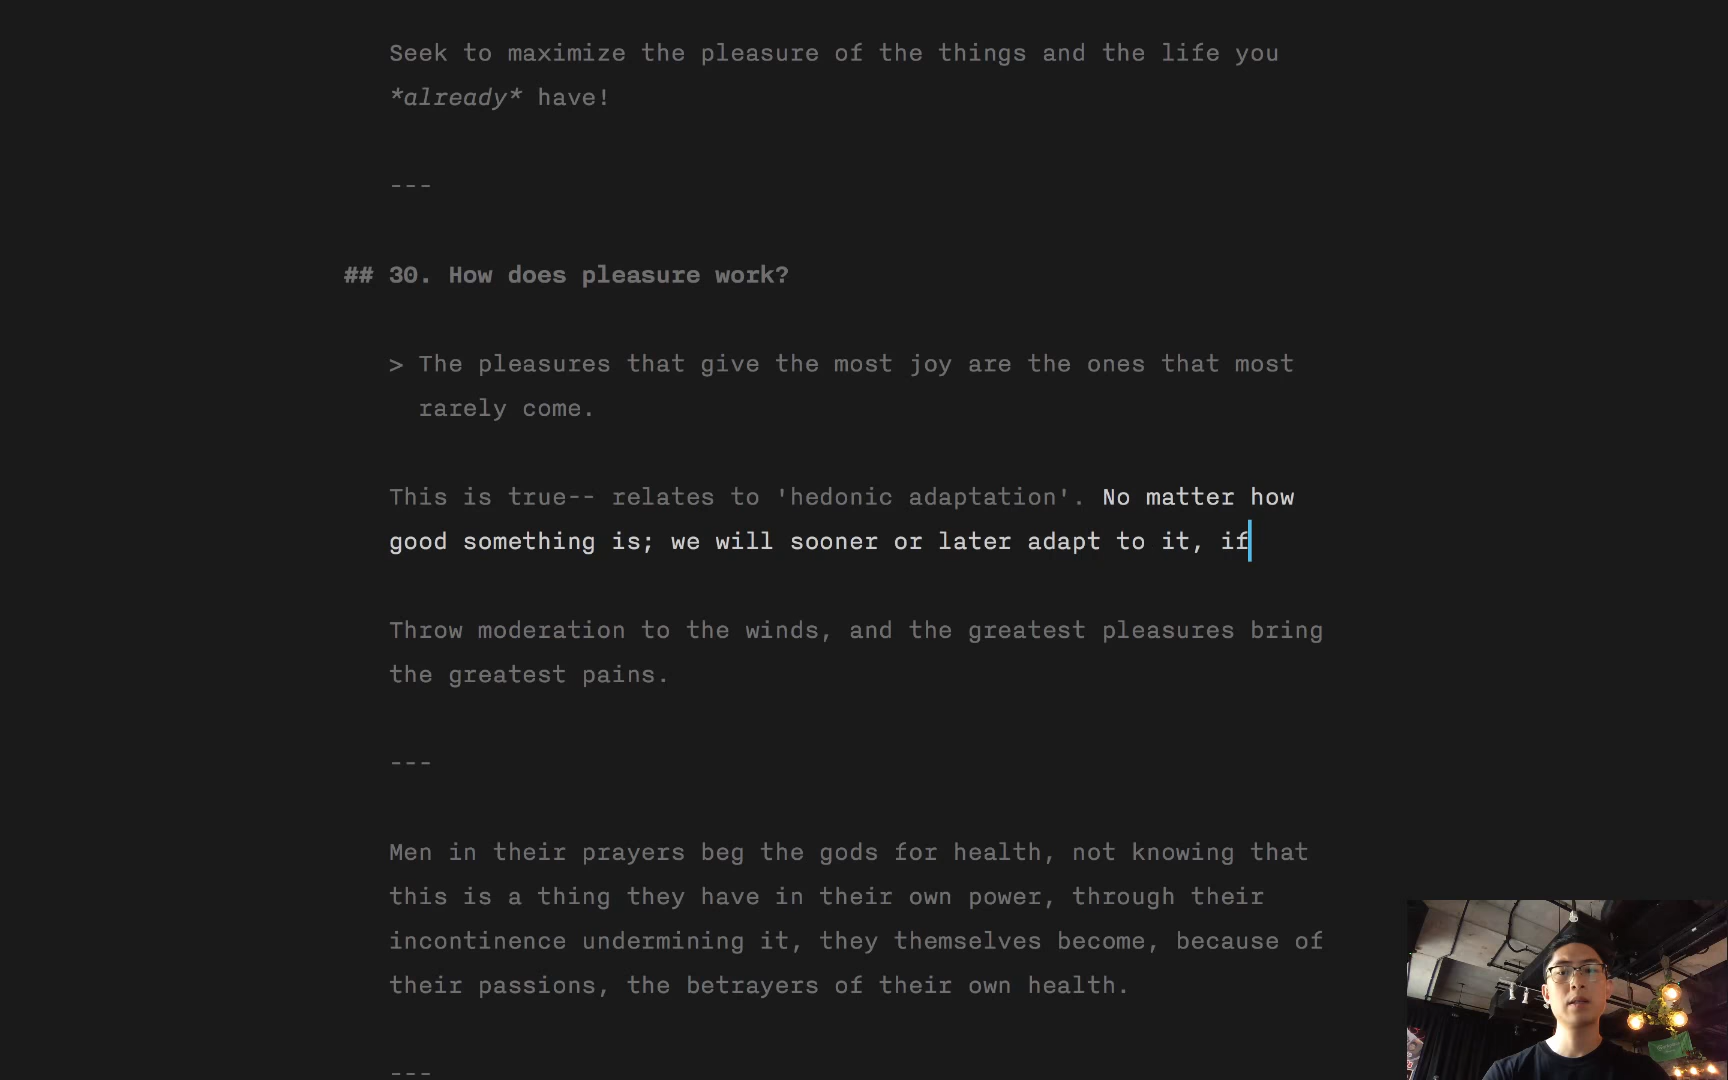 Seek to maximize the pleasure of the things and the life you
*already* have!
---
## 30. How does pleasure work?
> The pleasures that give the most joy are the ones that most
rarely come.
This is true-- relates to 'hedonic adaptation'. No matter how
good something is; we will sooner or later adapt to it, if
Throw moderation to the winds, and the greatest pleasures bring
the greatest pains.
---
Men in their prayers beg the gods for health, not knowing that
this is a thing they have in their own power, through their
incontinence undermining it, they themselves become, because of
their passions, the betrayers of their own health.
---